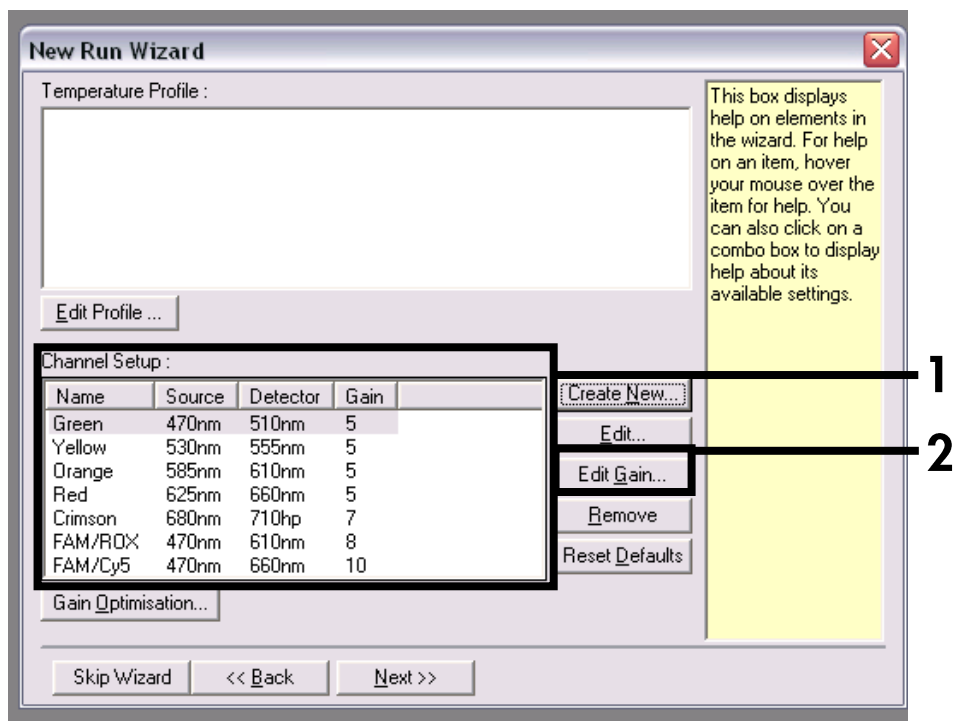 New Run Wizard
Temperature Profile :
This box displays
help on elements in
the wizard. For help
on an item, hover
your mouse over the
item for help. You
can also click on a
combo box to display
help about its
available settings.
Edit Profile ...
Channel Setup :
Name Source Detector Gain
Green 470nm 510nm 5
Yellow 530nm 555nm 5
Orange 585nm 610nm 5
Red 625nm 660nm 5
Crimson 680nm 710hp 7
FAM/ROX 470nm 610nm 8
FAM/Cy5 470nm 660nm 10
Create New...
Edit...
Edit Gain...
Remove
Reset Defaults
1
2
Gain Optimisation...
Skip Wizard
<< Back
Next >>